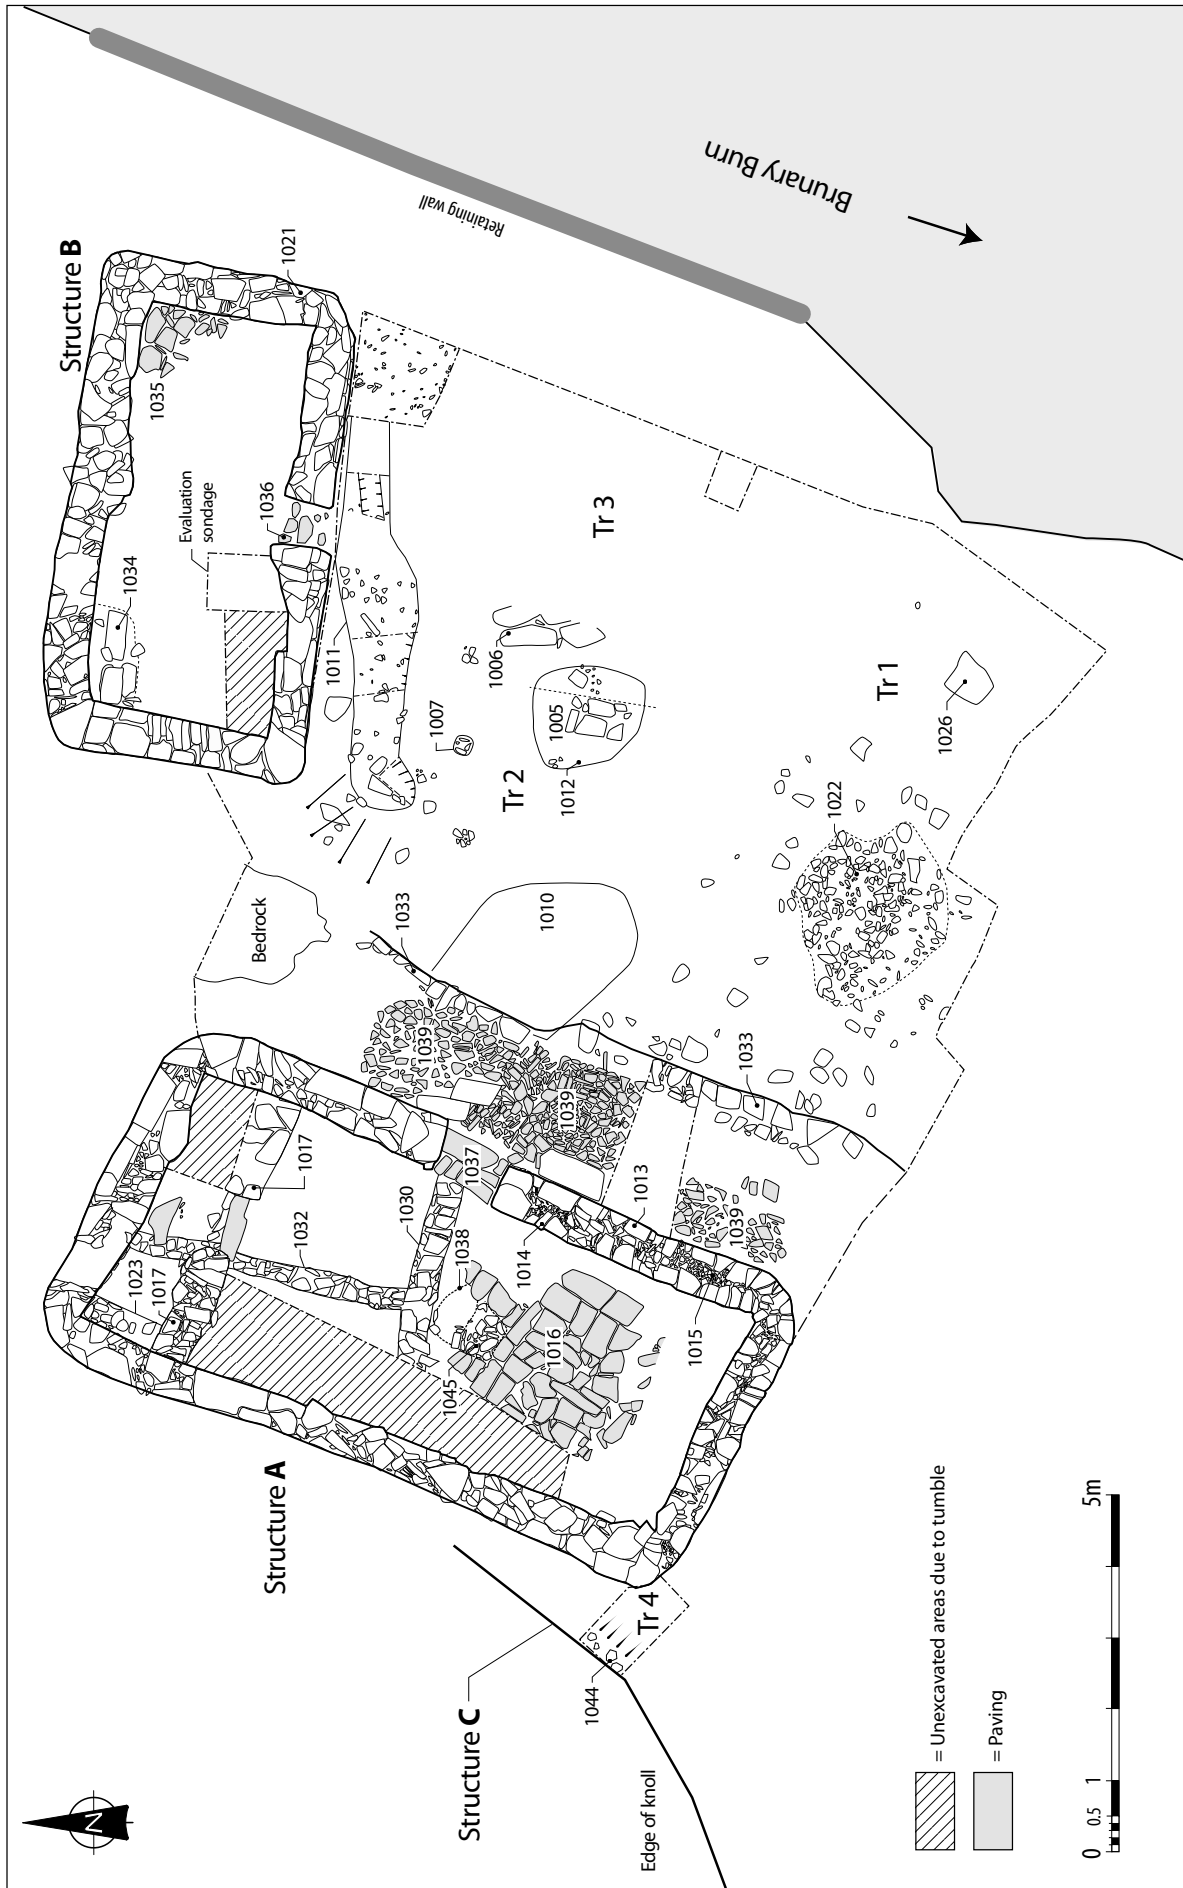 Structure B
1021
1035
Evaluation
sondage
1036
1034
1011
Retaining wall
Brunary Burn
Tr 3
1006
1007
1005
1012
Tr 2
Tr 1
1026
1022
Bedrock
1033
1010
1039
1039
1033
1039
1037
1013
1017
1030
1032
1038
1014
1023
1017
1016
1015
1045
Structure A
Structure C
Tr 4
1044
Edge of knoll
N
= Unexcavated areas due to tumble
= Paving
0 0.5 1 5m